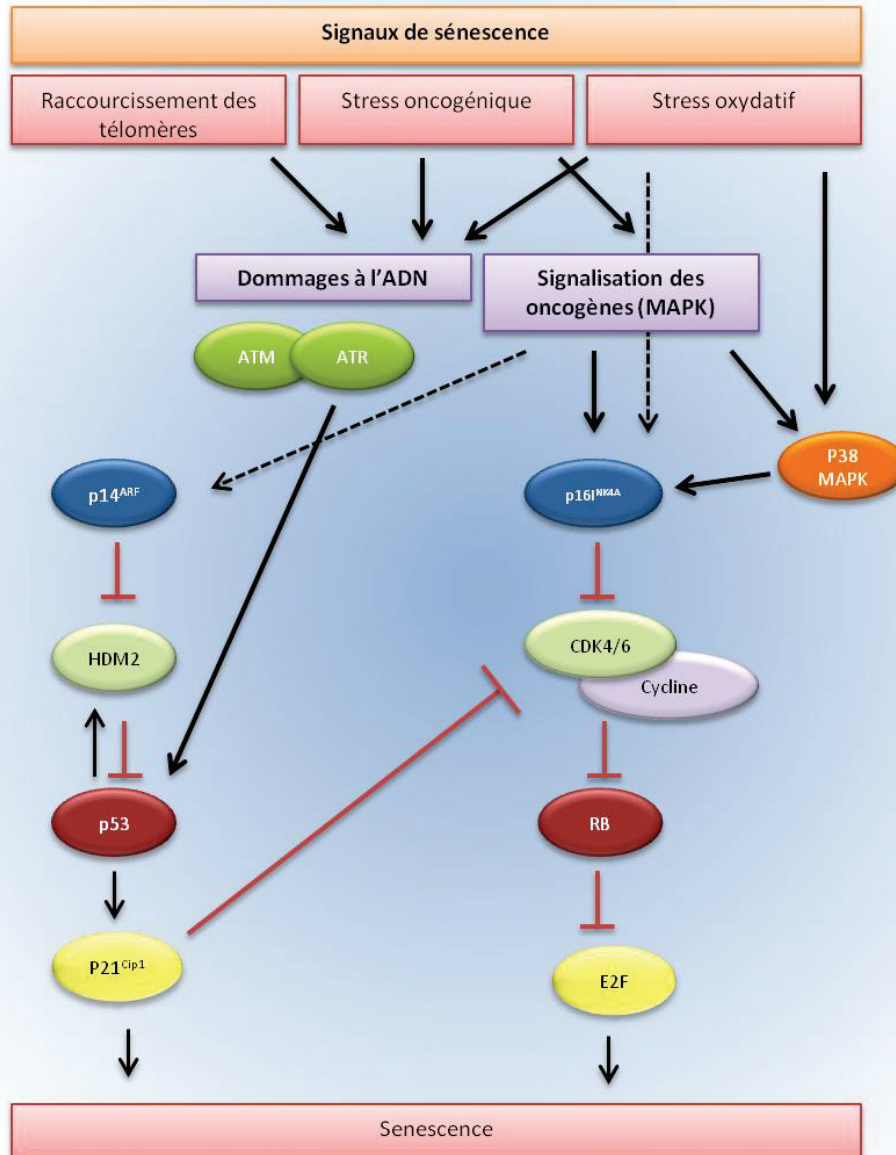 Signaux de sénescence
Raccourcissement des
télomères
Stress oncogénique
Stress oxydatif
Dommages à l'ADN
Signalisation des
oncogènes (MAPK)
ATM
ATR
P38
MAPK
p14ARF
p16INK4A
HDM2
CDK4/6
Cycline
p53
RB
P21Cip1
E2F
Senescence